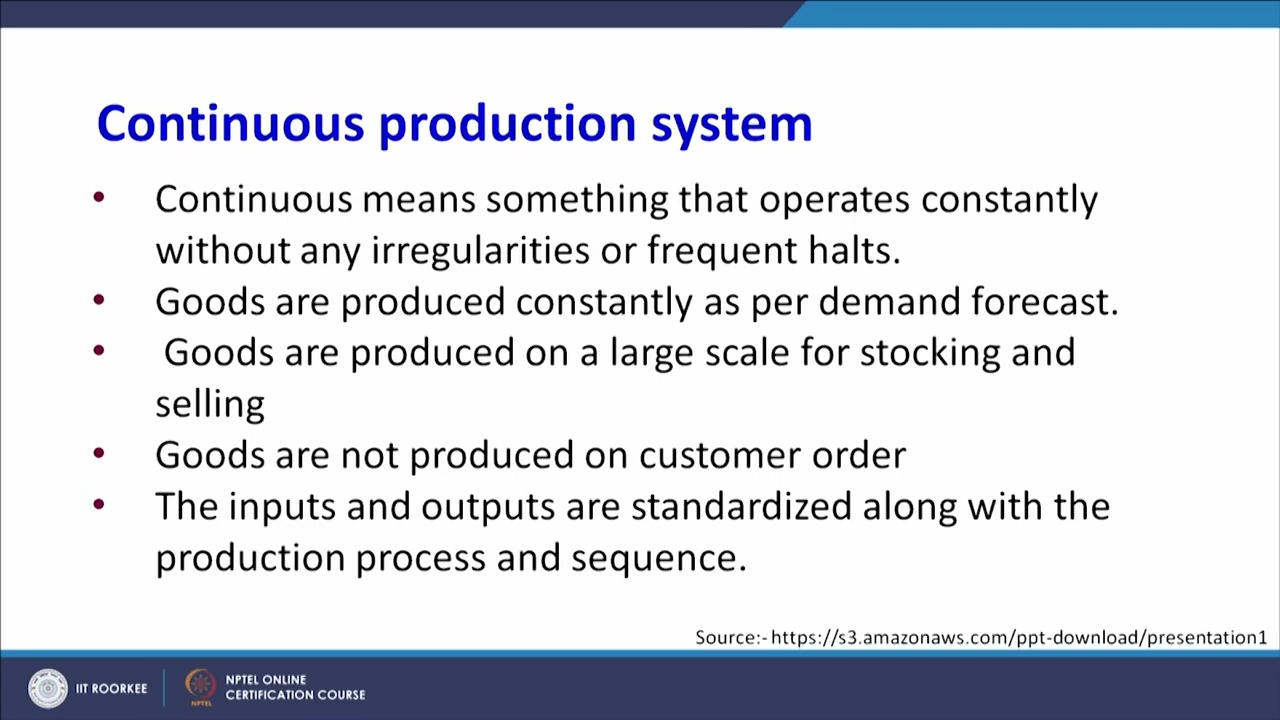 Continuous production system
• Continuous means something that operates constantly
without any irregularities or frequent halts.
• Goods are produced constantly as per demand forecast.
• Goods are produced on a large scale for stocking and
selling
• Goods are not produced on customer order
• The inputs and outputs are standardized along with the
production process and sequence.
Source:- https://s3.amazonaws.com/ppt-download/presentation1
IIT ROORKEE
NPTEL
NPTEL ONLINE
CERTIFICATION COURSE